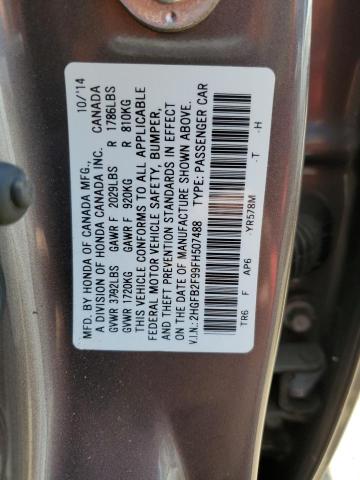 MFD. BY HONDA OF CANADA MFG., 10/'14
A DIVISION OF HONDA CANADA INC. CANADA
GVWR 3792LBS GAWR F 2029LBS R 1786LBS
GVWR 1720KG GAWR F 920KG R 810KG
THIS VEHICLE CONFORMS TO ALL APPLICABLE
FEDERAL MOTOR VEHICLE SAFETY, BUMPER,
AND THEFT PREVENTION STANDARDS IN EFFECT
ON THE DATE OF MANUFACTURE SHOWN ABOVE.
V.I.N.: 2HGFB2F99FH507488 TYPE: PASSENGER CAR
TR6 F AP6 YR578M -T -H